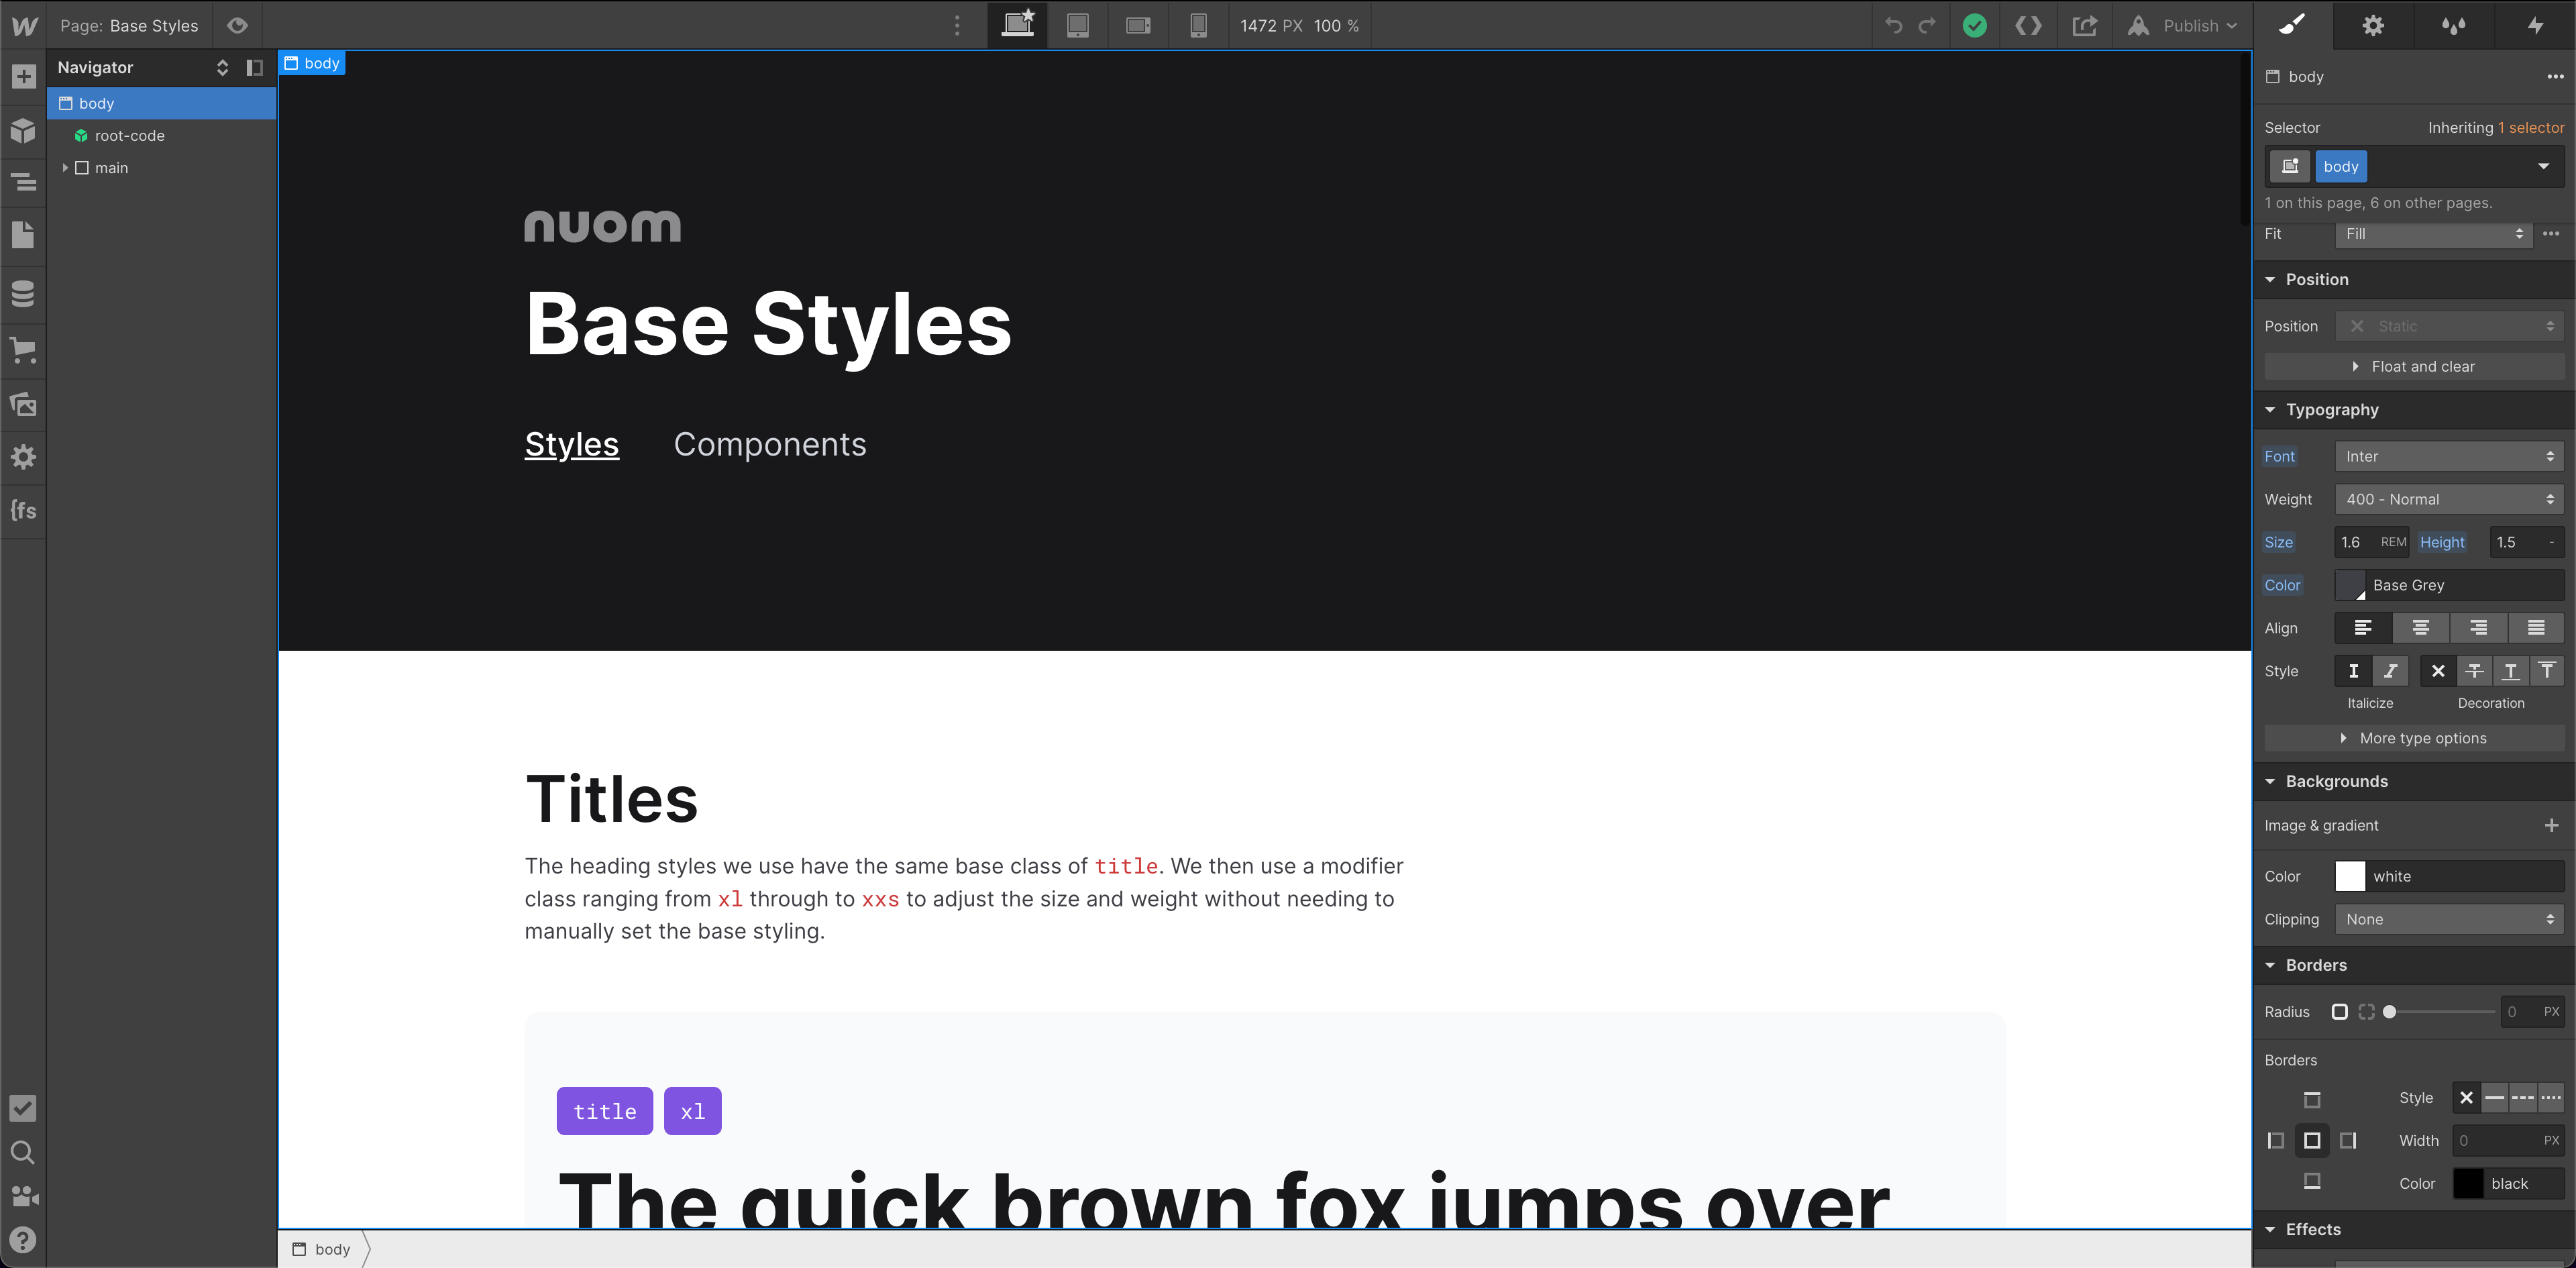 Page: Base Styles
1472 PX 100 %
Publish
Navigator
body
root-code
main
{fs
body
nuom
Base Styles
Styles Components
Titles
The heading styles we use have the same base class of title. We then use a modifier
class ranging from xl through to xxs to adjust the size and weight without needing to
manually set the base styling.
title xl
The quick brown fox jumps over
body
body
Selector Inheriting 1 selector
body
1 on this page, 6 on other pages.
Fit Fill
Position
Position Static
Float and clear
Typography
Font Inter
Weight 400 - Normal
Size 1.6 REM Height 1.5 -
Color Base Grey
Align
Style
Italicize Decoration
More type options
Backgrounds
Image & gradient
Color white
Clipping None
Borders
Radius 0 PX
Borders
Style
Width 0 PX
Color black
Effects